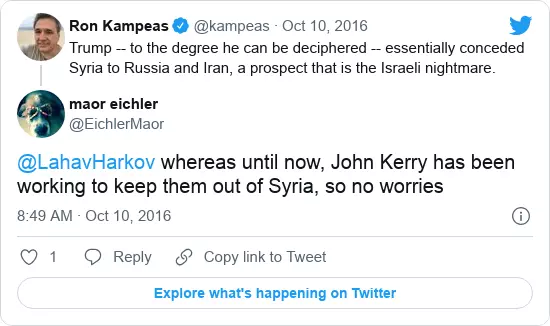 Ron Kampeas @kampeas · Oct 10, 2016
Trump -- to the degree he can be deciphered -- essentially conceded
Syria to Russia and Iran, a prospect that is the Israeli nightmare.
maor eichler
@EichlerMaor
@LahavHarkov whereas until now, John Kerry has been
working to keep them out of Syria, so no worries
8:49 AM · Oct 10, 2016
1 Reply Copy link to Tweet
Explore what's happening on Twitter